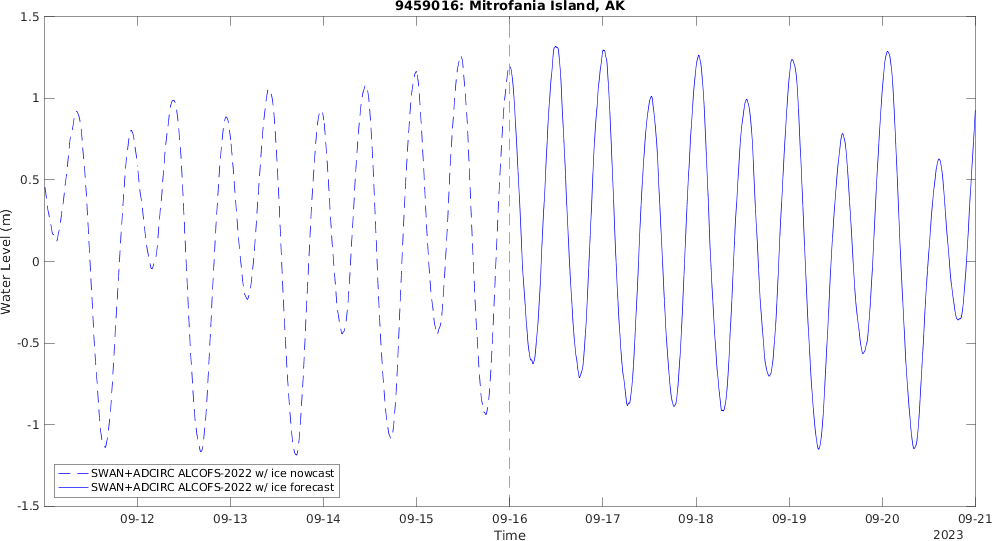 9459016: Mitrofania Island, AK
1.5
1
0.5
0
-0.5
-1
-1.5
Water Level (m)
SWAN+ADCIRC ALCOFS-2022 w/ ice nowcast
SWAN+ADCIRC ALCOFS-2022 w/ ice forecast
09-12 09-13 09-14 09-15 09-16 09-17 09-18 09-19 09-20 09-21
Time
2023